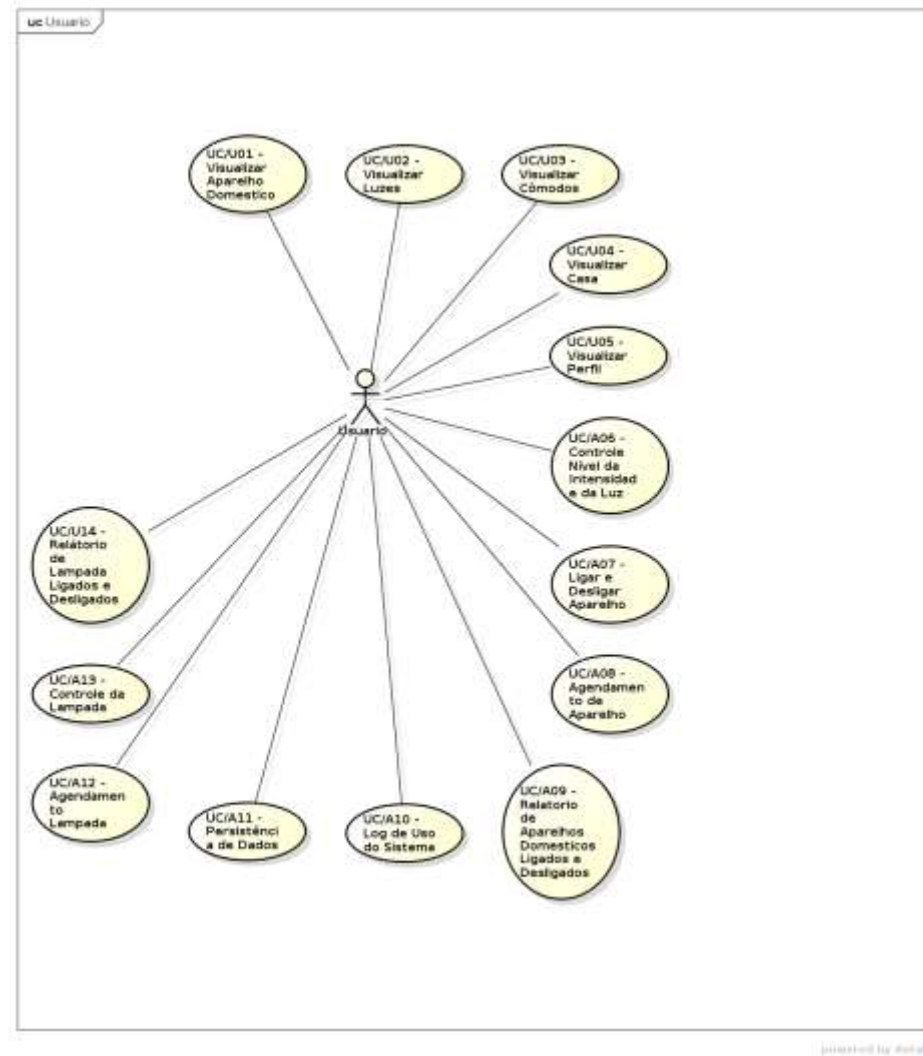 uc Usuario
UC/U01 -
Visualizar
Aparelho
Domestico
UC/U02 -
Visualizar
Luzes
UC/U03 -
Visualizar
Cômodos
UC/U04 -
Visualizar
Casa
UC/U05 -
Visualizar
Perfil
Usuario
UC/A06 -
Controle
Nível da
Intensidad
e da Luz
UC/U14 -
Relátorio
de
Lampada
Ligados e
Desligados
UC/A07 -
Ligar e
Desligar
Aparelho
UC/A13 -
Controle da
Lampada
UC/A08 -
Agendamen
to de
Aparelho
UC/A12 -
Agendamen
to
Lampada
UC/A11 -
Persistênci
a de Dados
UC/A10 -
Log de Uso
do Sistema
UC/A09 -
Relatorio
de
Aparelhos
Domesticos
Ligados e
Desligados
powered by